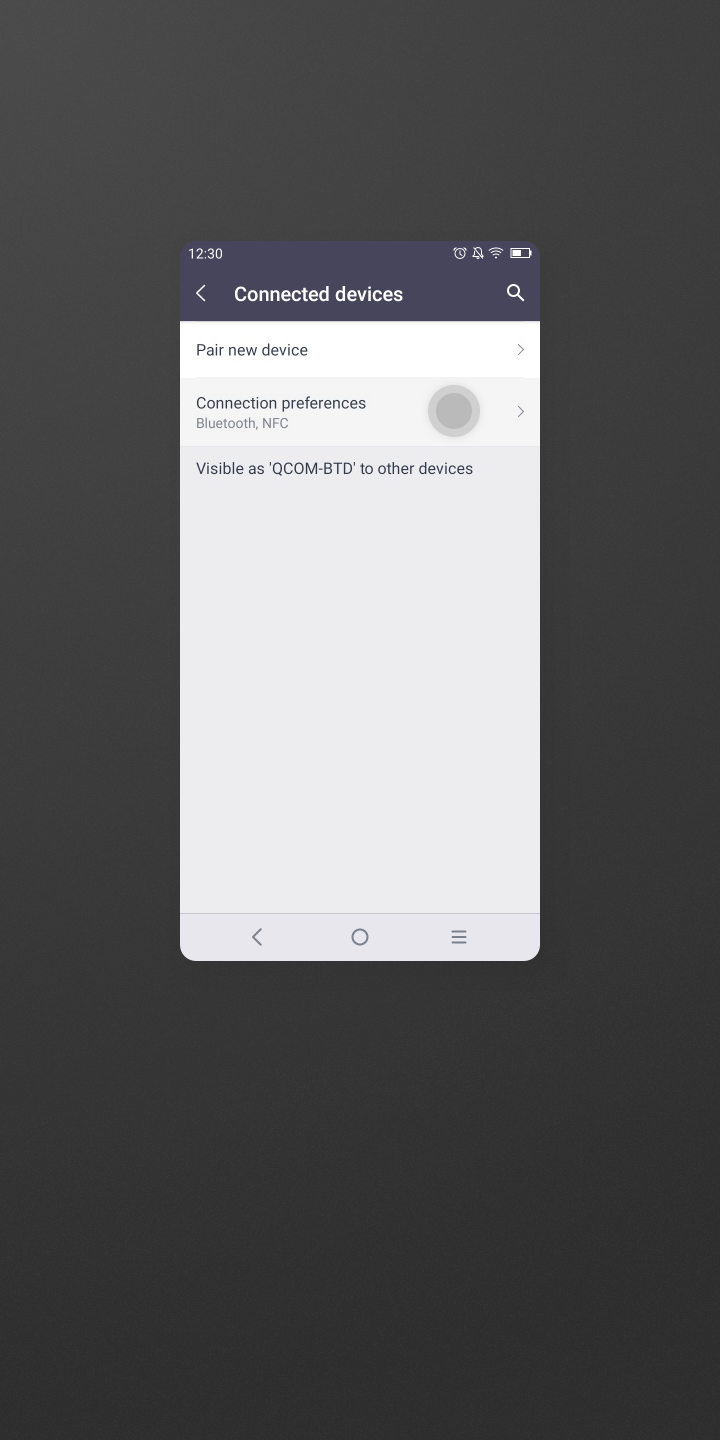 12:30
Connected devices
Pair new device
Connection preferences
Bluetooth, NFC
Visible as 'QCOM-BTD' to other devices